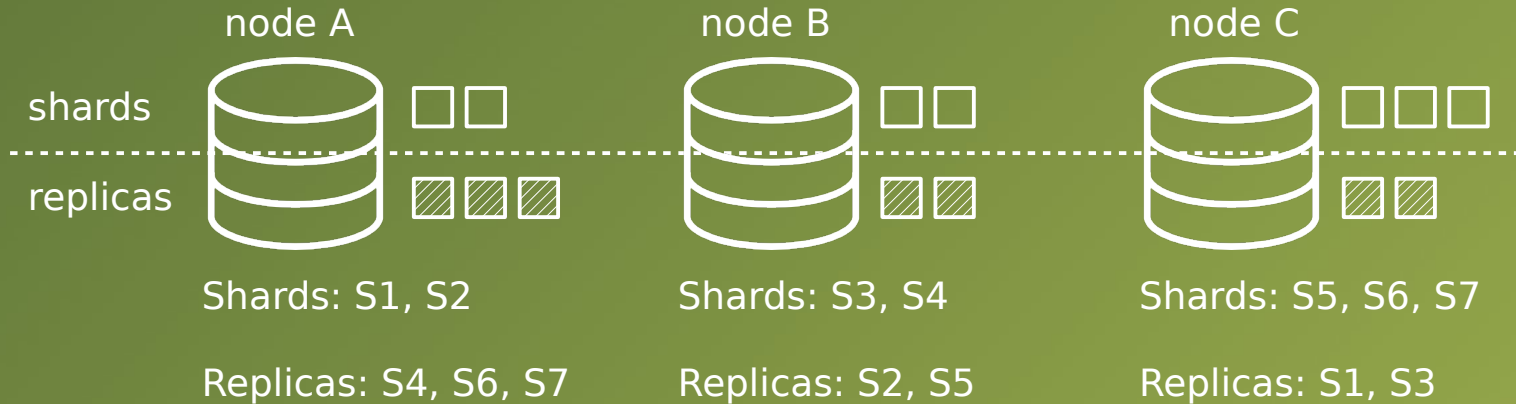 node A
node B
node C
shards
replicas
Shards: S1, S2
Shards: S3, S4
Shards: S5, S6, S7
Replicas: S4, S6, S7
Replicas: S2, S5
Replicas: S1, S3